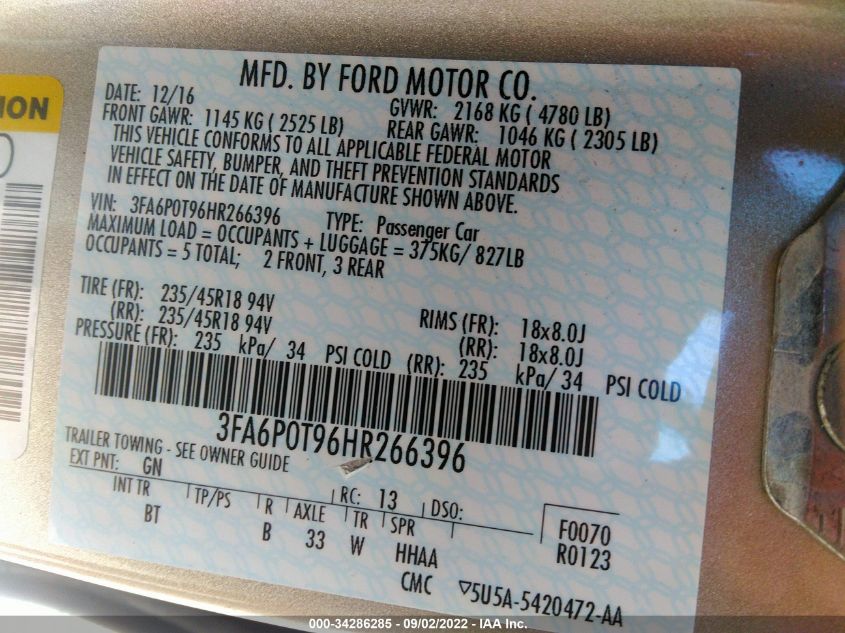 MFD. BY FORD MOTOR CO.
DATE: 12/16 GVWR: 2168 KG ( 4780 LB)
FRONT GAWR: 1145 KG ( 2525 LB) REAR GAWR: 1046 KG ( 2305 LB)
THIS VEHICLE CONFORMS TO ALL APPLICABLE FEDERAL MOTOR
VEHICLE SAFETY, BUMPER, AND THEFT PREVENTION STANDARDS
IN EFFECT ON THE DATE OF MANUFACTURE SHOWN ABOVE.
VIN: 3FA6P0T96HR266396 TYPE: Passenger Car
MAXIMUM LOAD = OCCUPANTS + LUGGAGE = 375KG/ 827LB
OCCUPANTS = 5 TOTAL; 2 FRONT, 3 REAR
TIRE (FR): 235/45R18 94V RIMS (FR): 18x8.0J
(RR): 235/45R18 94V (RR): 18x8.0J
PRESSURE (FR): 235 kPa/ 34 PSI COLD (RR): 235 kPa/ 34 PSI COLD
3FA6P0T96HR266396
TRAILER TOWING - SEE OWNER GUIDE
EXT PNT: GN RC: 13 DSO:
INT TR TP/PS R AXLE TR SPR F0070
BT B 33 W HHAA R0123
CMC 5U5A-5420472-AA
ION
000-34286285 - 09/02/2022 - IAA Inc.